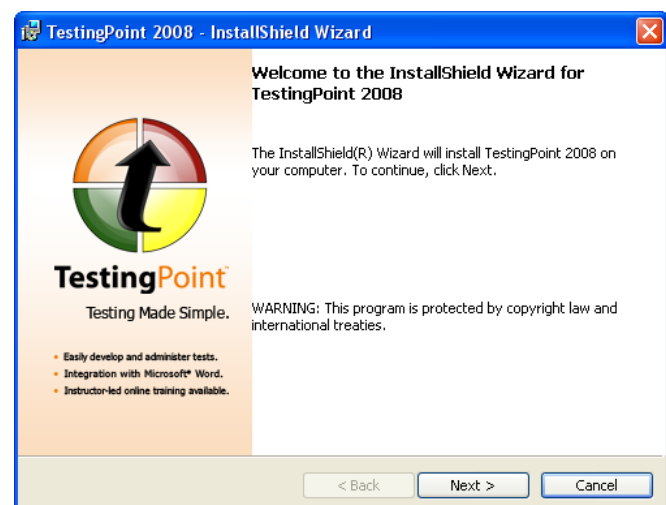 TestingPoint 2008 - InstallShield Wizard
Welcome to the InstallShield Wizard for
TestingPoint 2008
The InstallShield(R) Wizard will install TestingPoint 2008 on
your computer. To continue, click Next.
t
TestingPoint™
Testing Made Simple.
• Easily develop and administer tests.
• Integration with Microsoft® Word.
• Instructor-led online training available.
WARNING: This program is protected by copyright law and
international treaties.
< Back
Next >
Cancel